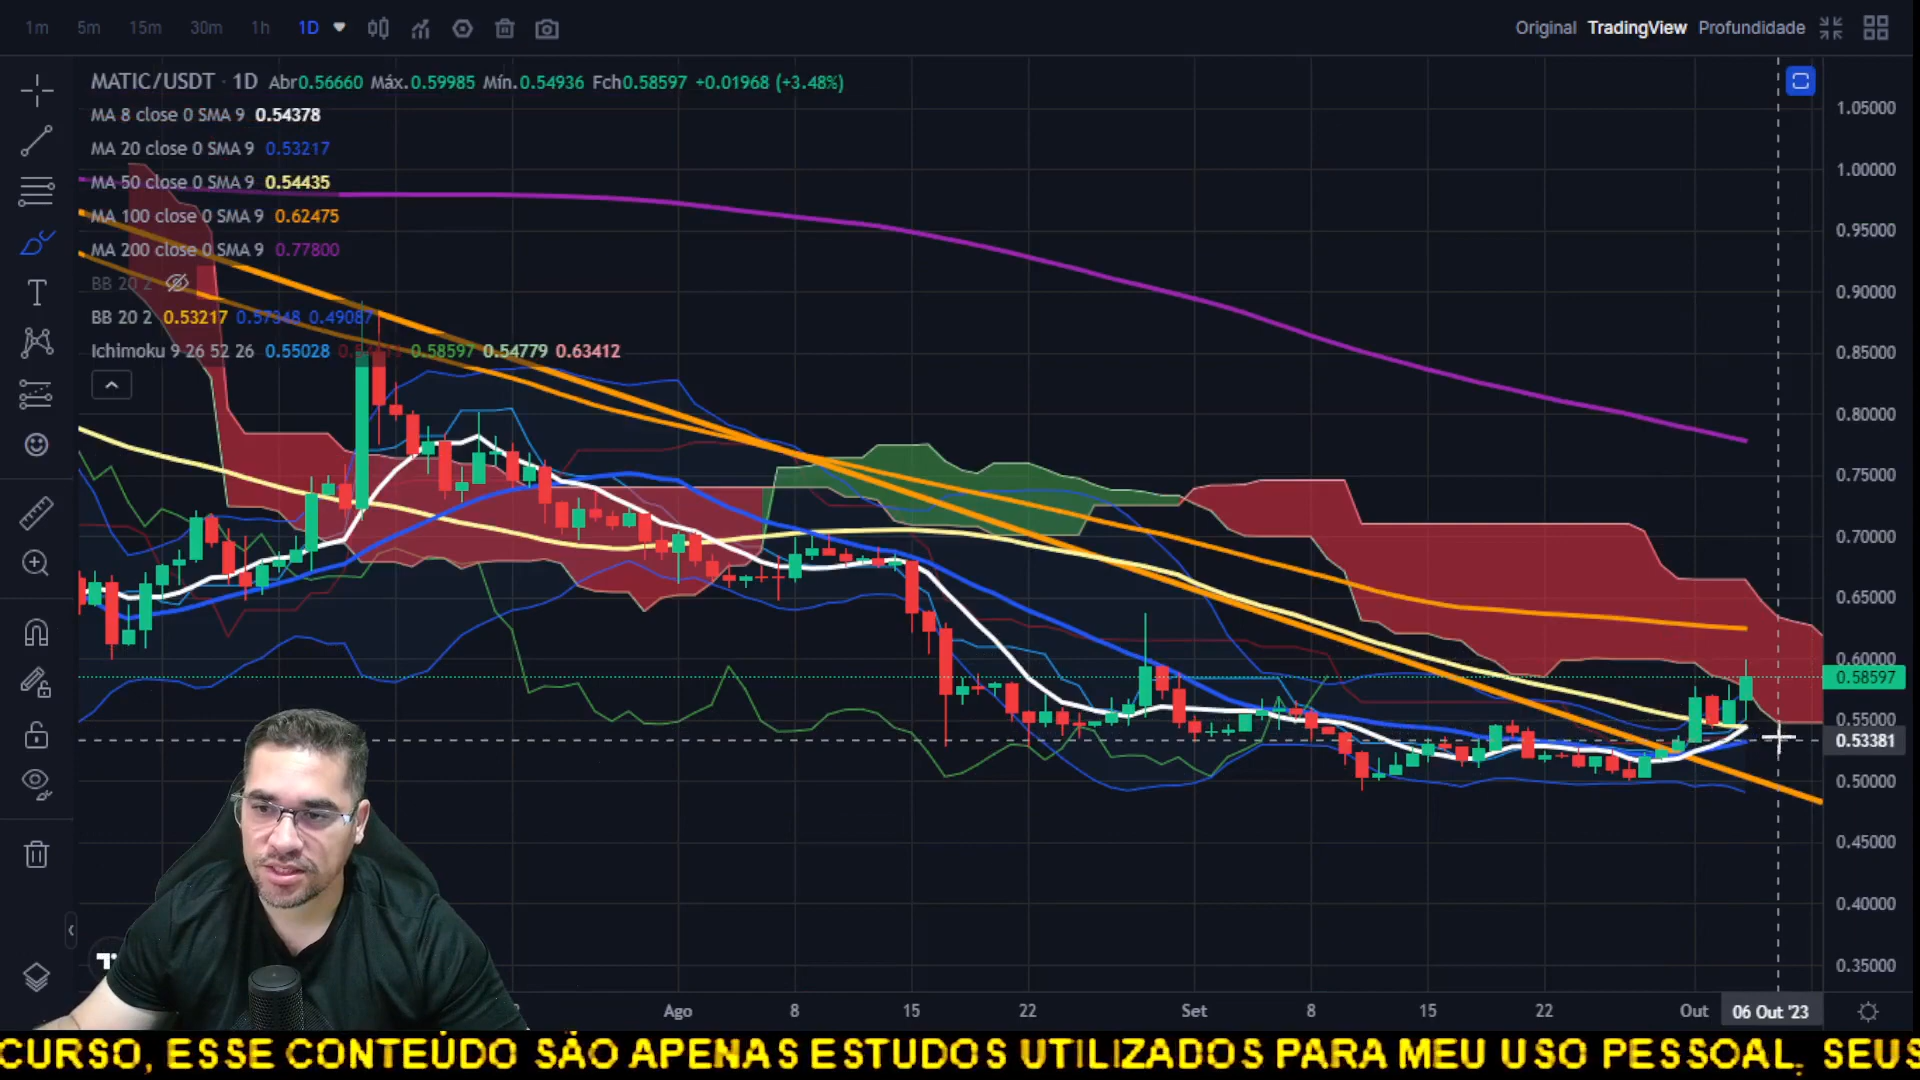 1m 5m 15m 30m 1h 1D
Original TradingView Profundidade
MATIC/USDT · 1D Abr0.56660 Máx.0.59985 Mín.0.54936 Fch0.58597 +0.01968 (+3.48%)
MA 8 close 0 SMA 9 0.54378
MA 20 close 0 SMA 9 0.53217
MA 50 close 0 SMA 9 0.54435
MA 100 close 0 SMA 9 0.62475
MA 200 close 0 SMA 9 0.77800
BB 20 2
BB 20 2 0.53217 0.57348 0.49087
Ichimoku 9 26 52 26 0.55028 0.58597 0.54779 0.63412
1.05000
1.00000
0.95000
0.90000
0.85000
0.80000
0.75000
0.70000
0.65000
0.60000
0.58597
0.55000
0.53381
0.50000
0.45000
0.40000
0.35000
Ago 8 15 22 Set 8 15 22 Out 06 Out '23
CURSO, ESSE CONTEÚDO SÃO APENAS ESTUDOS UTILIZADOS PARA MEU USO PESSOAL. SEUS